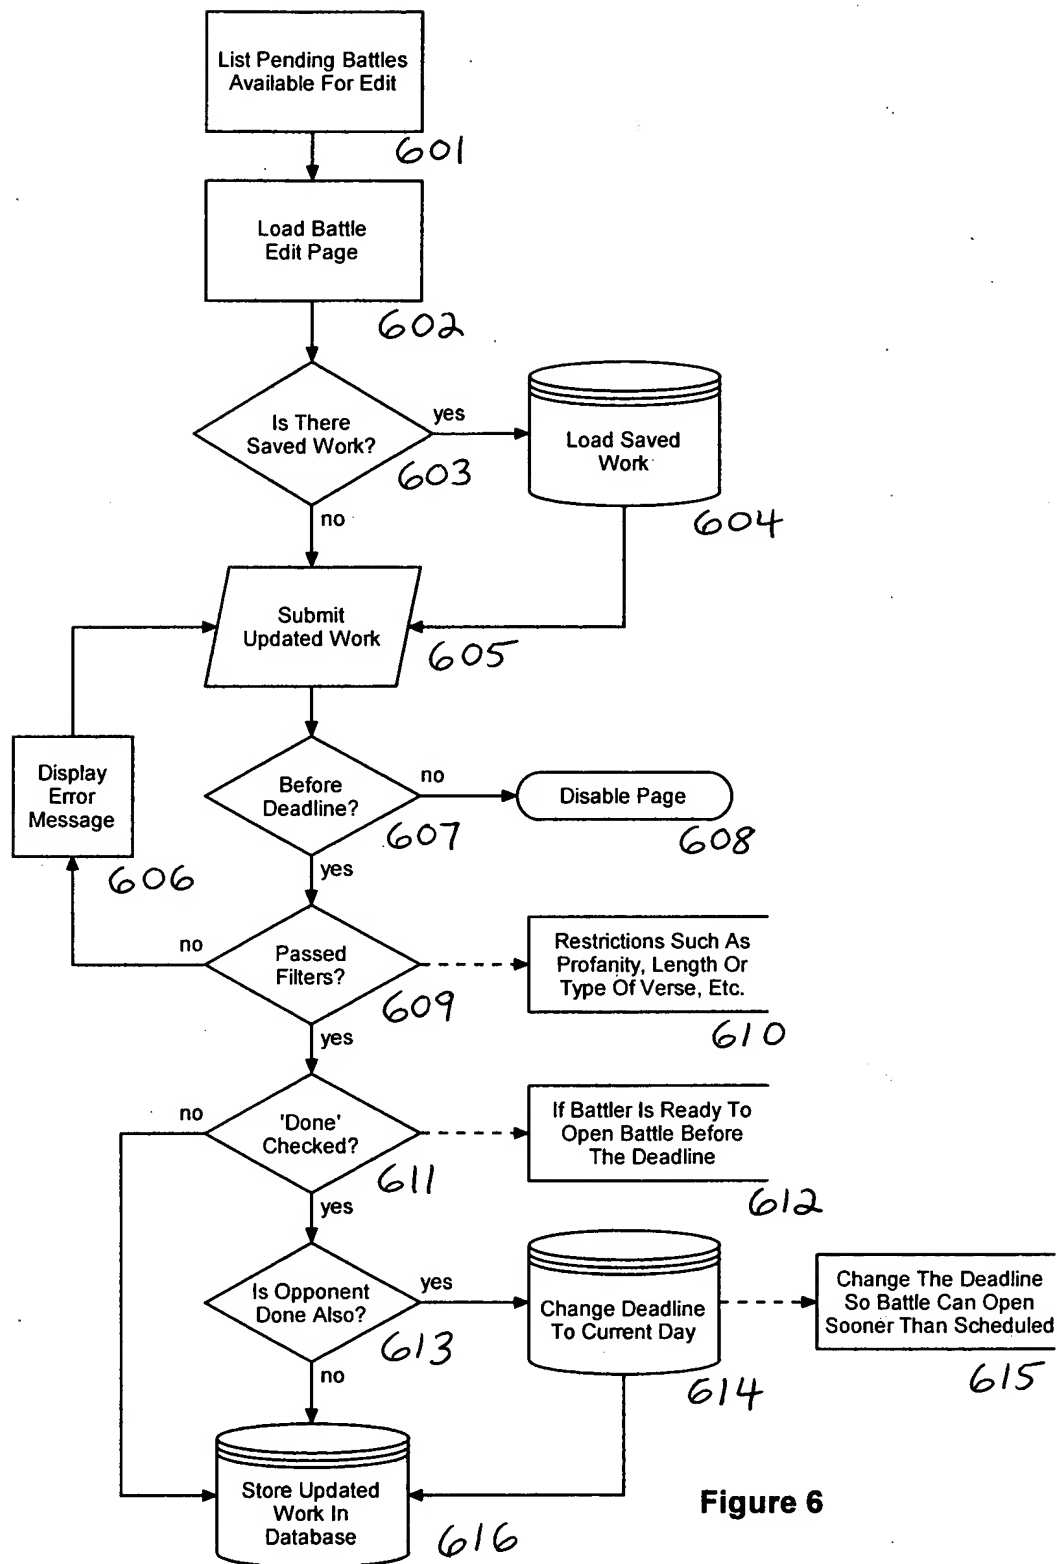 List Pending Battles
Available For Edit
601
Load Battle
Edit Page
602
Is There
Saved Work?
yes
603
no
Load Saved
Work
604
Submit
Updated Work
605
Display
Error
Message
606
Before
Deadline?
no
607
yes
Disable Page
608
no
Passed
Filters?
609
yes
Restrictions Such As
Profanity, Length Or
Type Of Verse, Etc.
610
no
'Done'
Checked?
611
yes
If Battler Is Ready To
Open Battle Before
The Deadline
612
Is Opponent
Done Also?
yes
613
no
Change Deadline
To Current Day
614
Change The Deadline
So Battle Can Open
Sooner Than Scheduled
615
Store Updated
Work In
Database
616
Figure 6